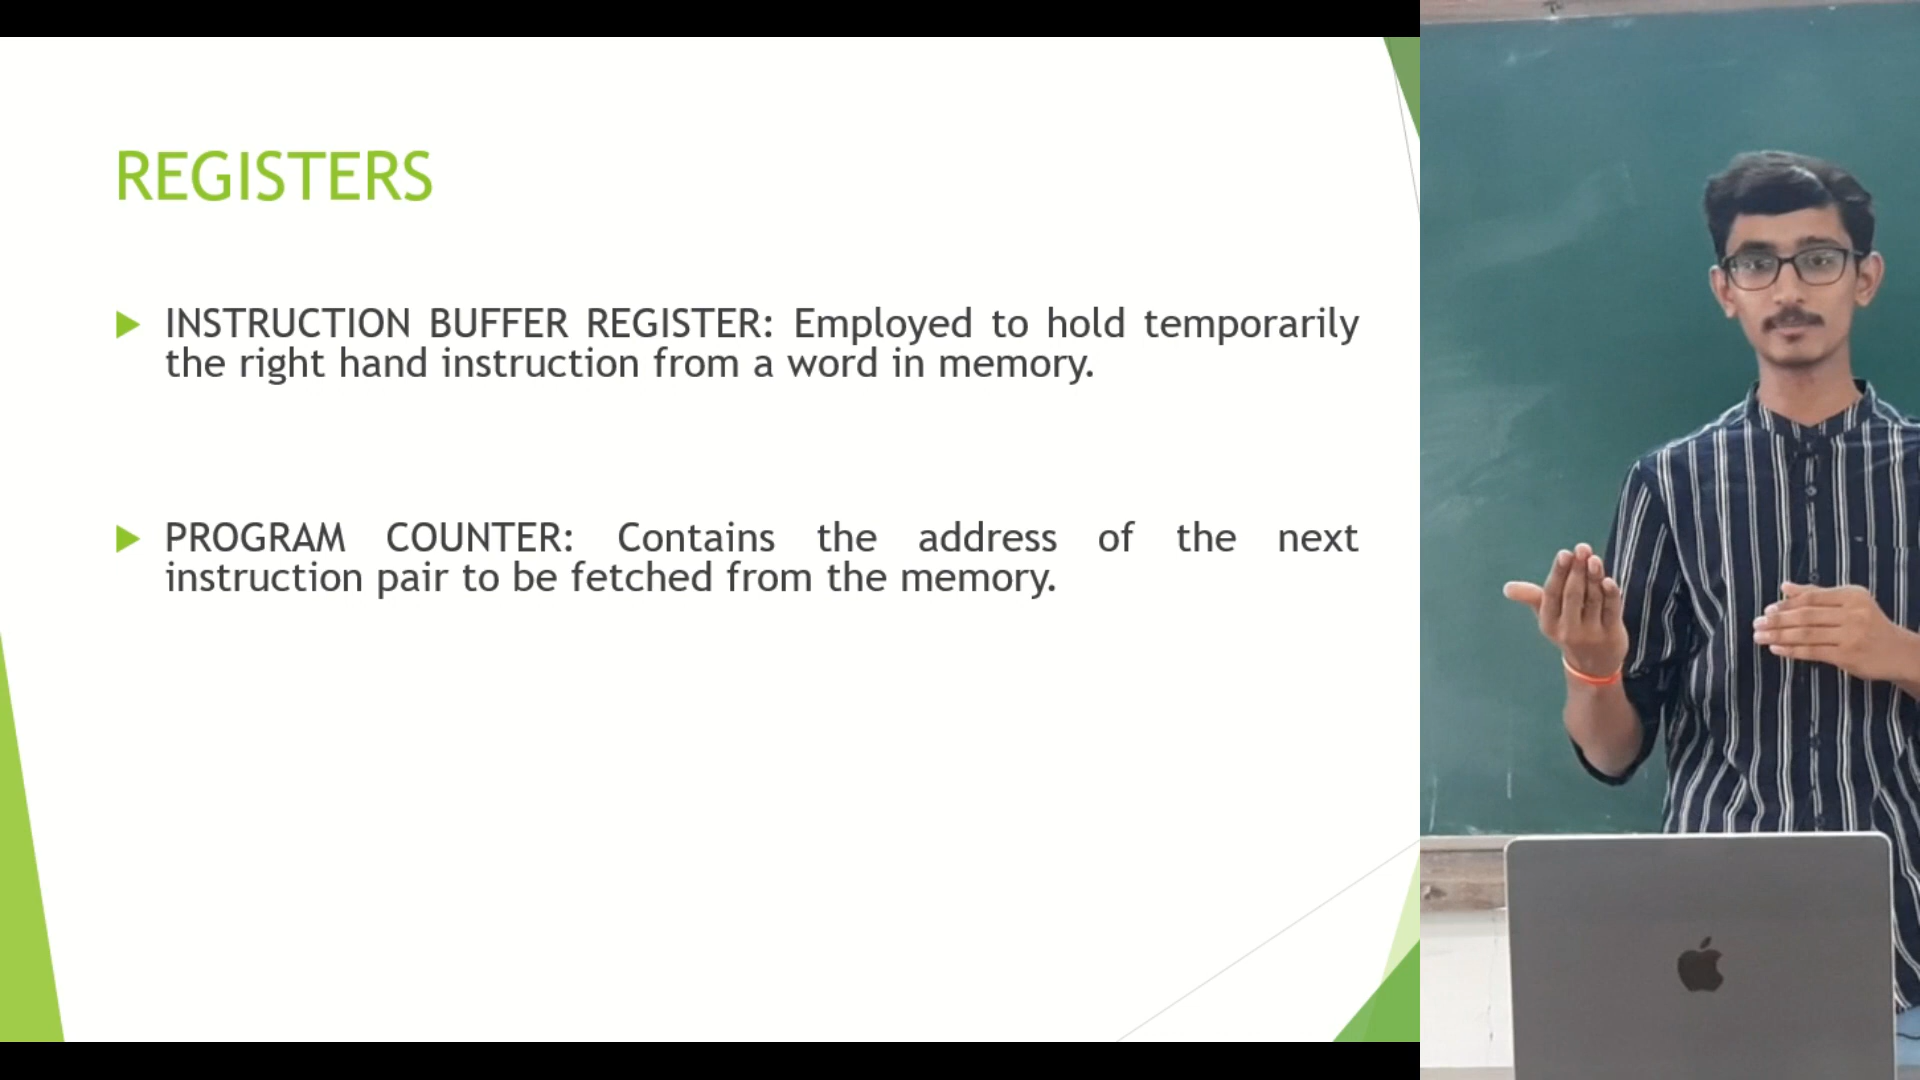 REGISTERS
INSTRUCTION BUFFER REGISTER: Employed to hold temporarily
the right hand instruction from a word in memory.
PROGRAM COUNTER: Contains the address of the next
instruction pair to be fetched from the memory.